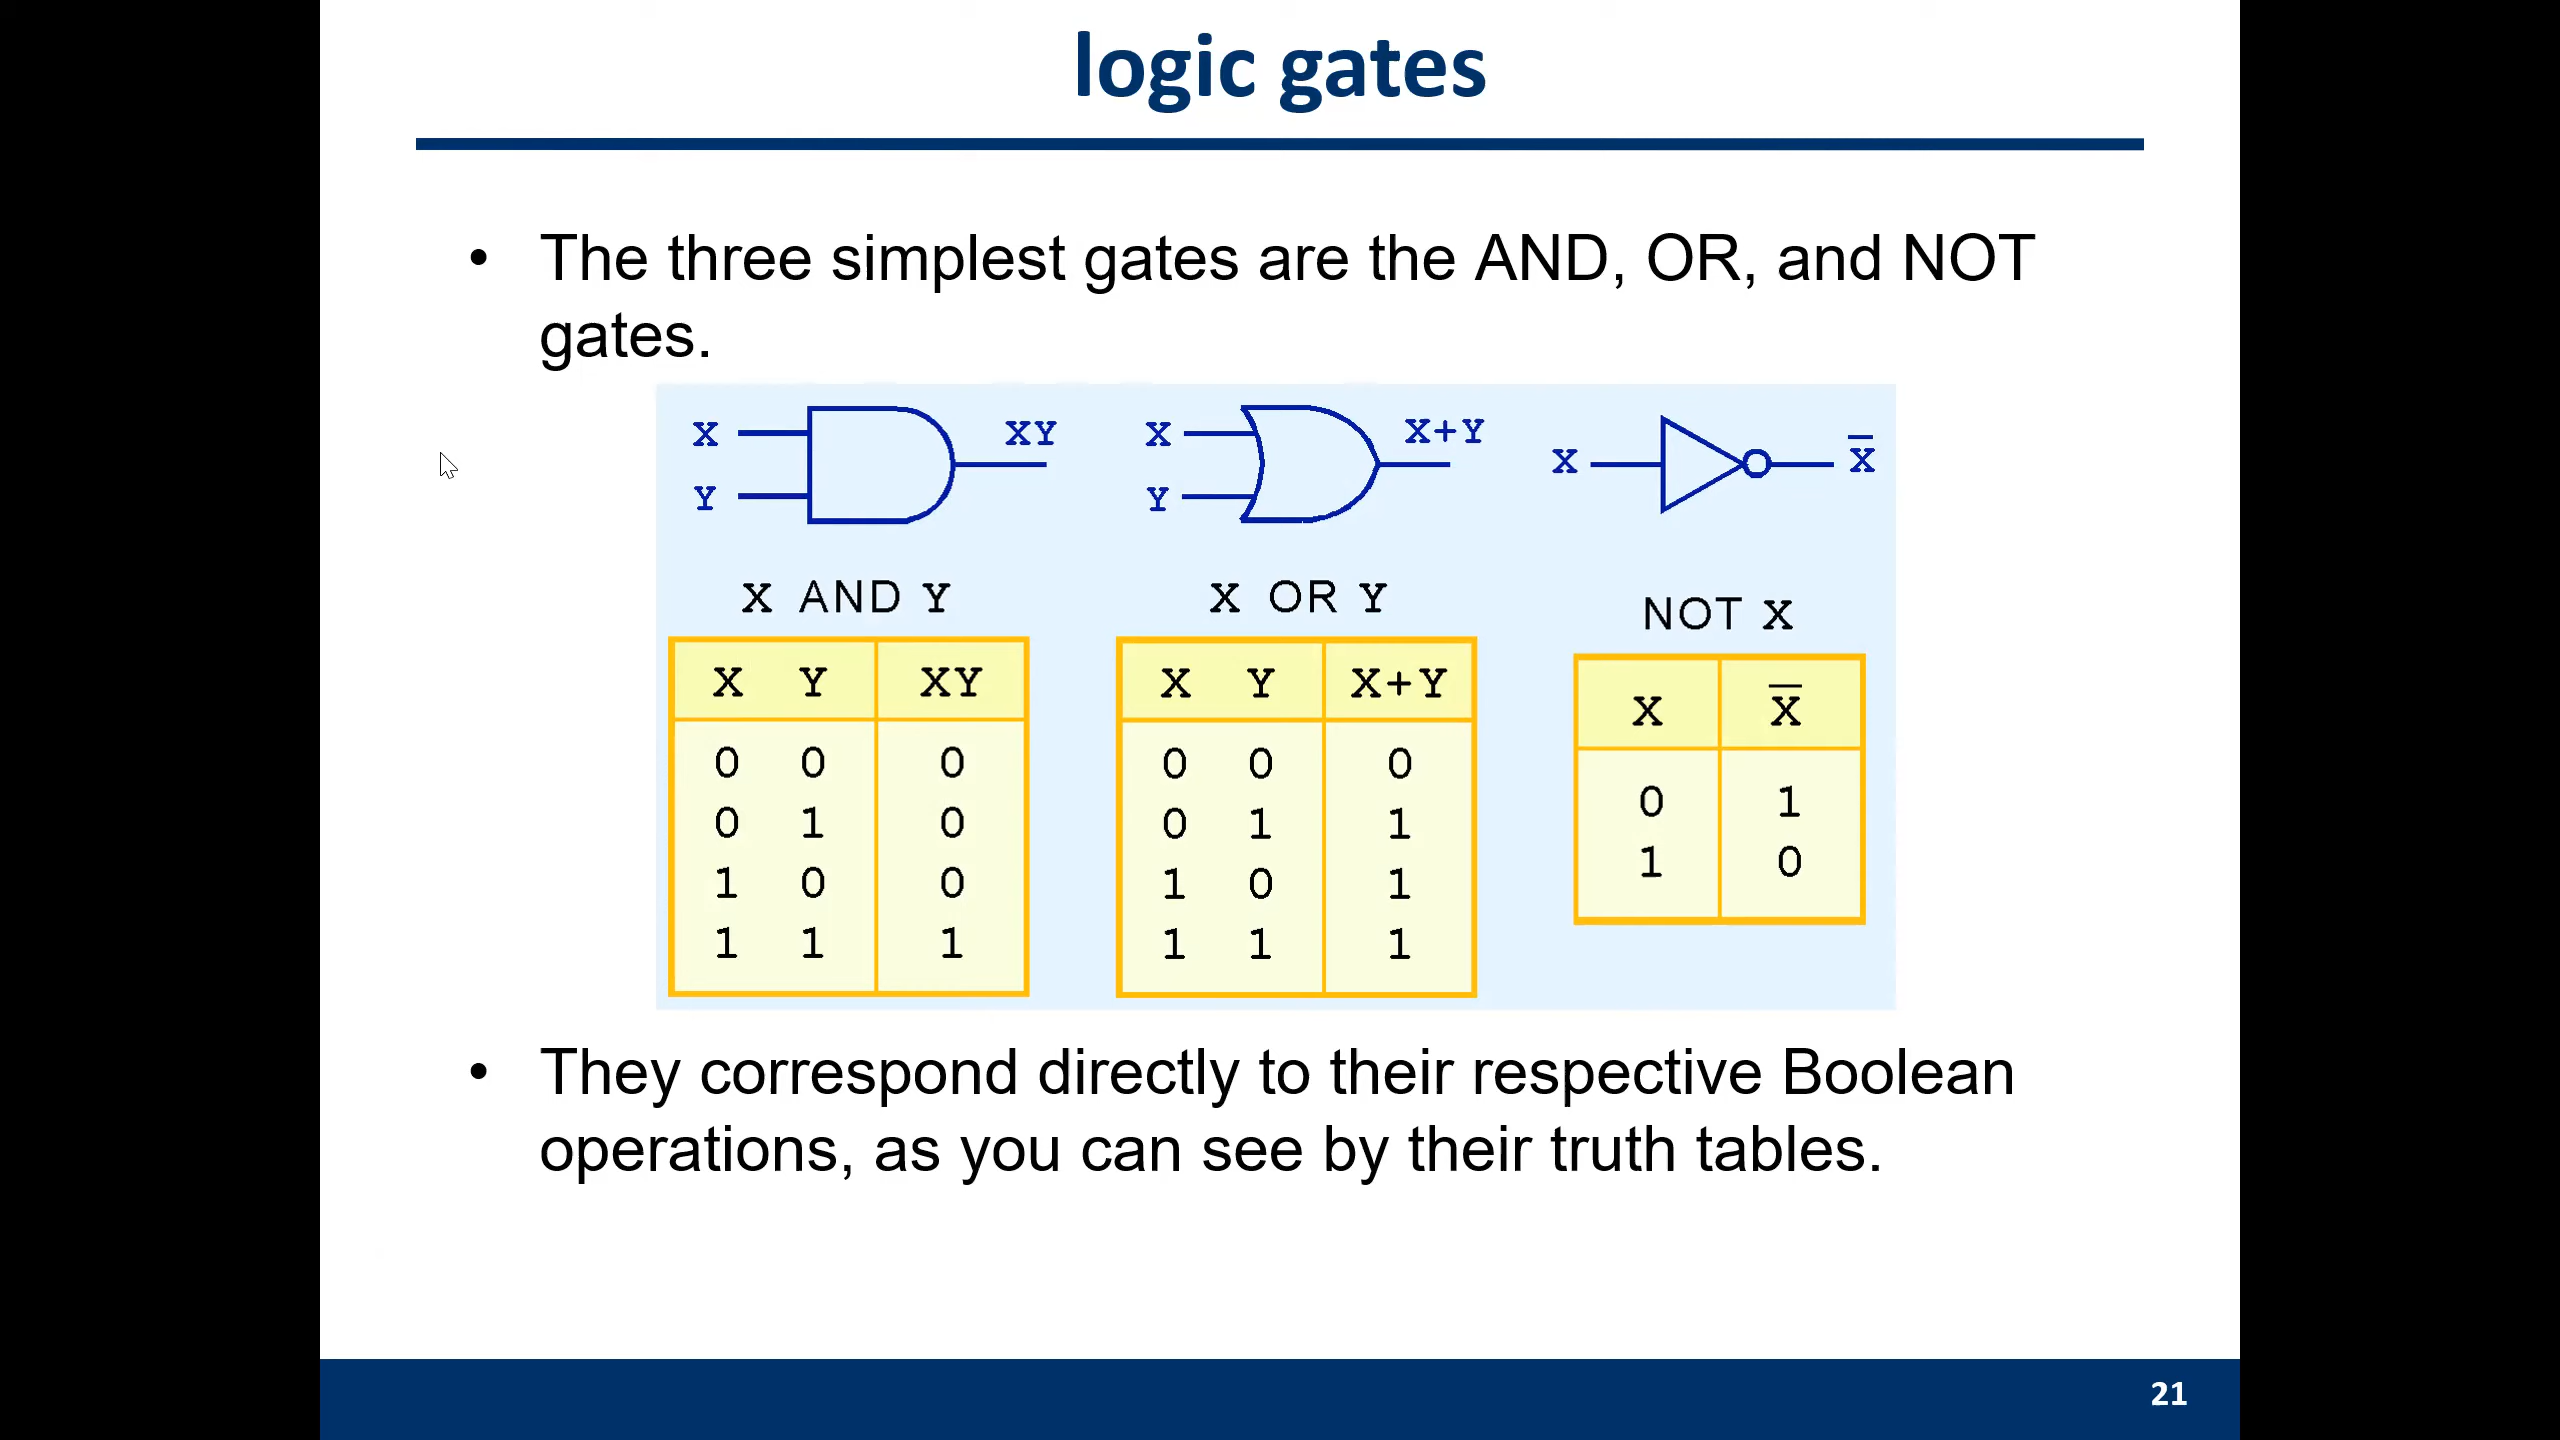 logic gates
• The three simplest gates are the AND, OR, and NOT
gates.
X XY X X+Y X X̅
Y Y
X AND Y X OR Y NOT X
X Y XY X Y X+Y X X̅
0 0 0 0 0 0 0 1
0 1 0 0 1 1 1 0
1 0 0 1 0 1
1 1 1 1 1 1
• They correspond directly to their respective Boolean
operations, as you can see by their truth tables.
21